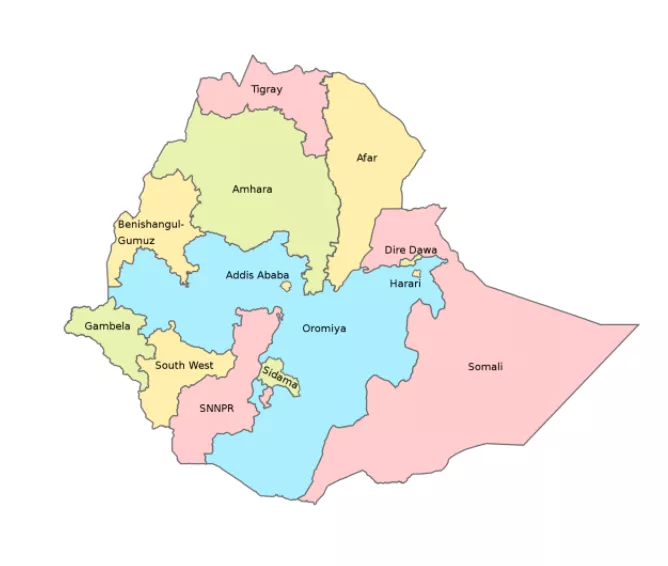 Tigray
Afar
Amhara
Benishangul-
Gumuz
Dire Dawa
Addis Ababa
Harari
Gambela
Oromiya
South West
Somali
Sidama
SNNPR